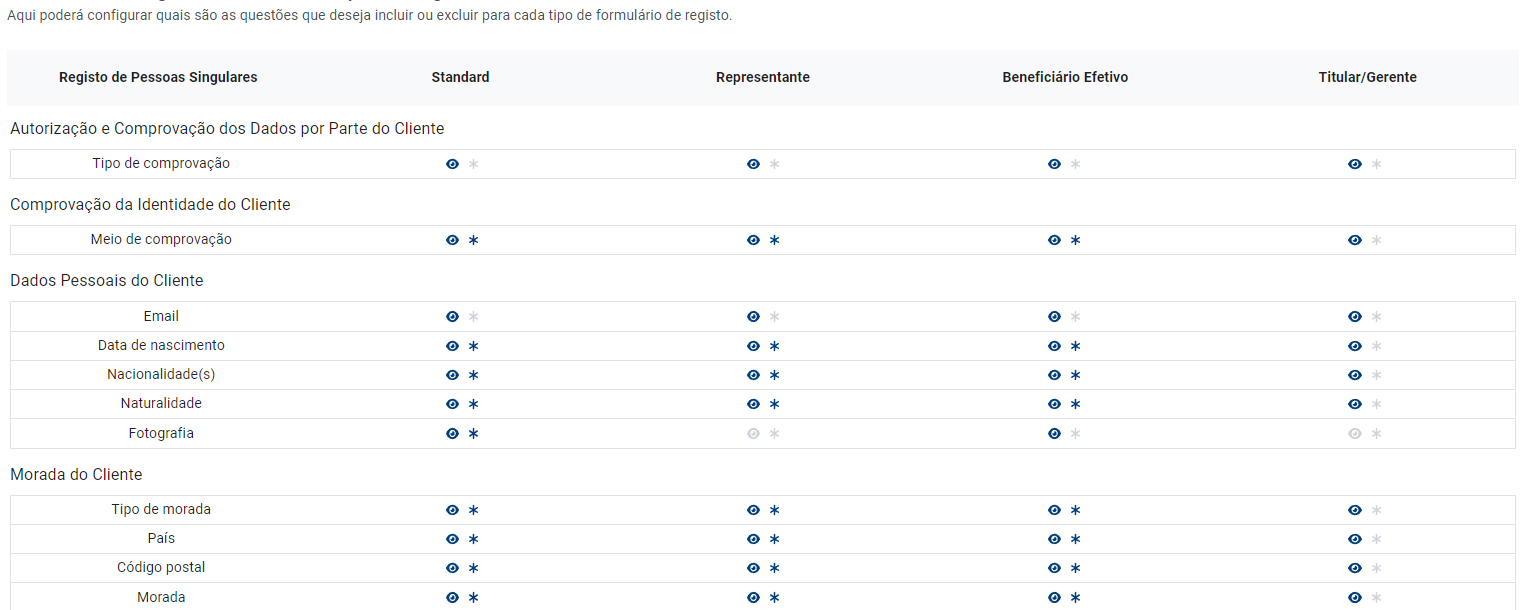 Aqui poderá configurar quais são as questões que deseja incluir ou excluir para cada tipo de formulário de registo.
Registo de Pessoas Singulares Standard Representante Beneficiário Efetivo Titular/Gerente
Autorização e Comprovação dos Dados por Parte do Cliente
Tipo de comprovação
Comprovação da Identidade do Cliente
Meio de comprovação
Dados Pessoais do Cliente
Email
Data de nascimento
Nacionalidade(s)
Naturalidade
Fotografia
Morada do Cliente
Tipo de morada
País
Código postal
Morada